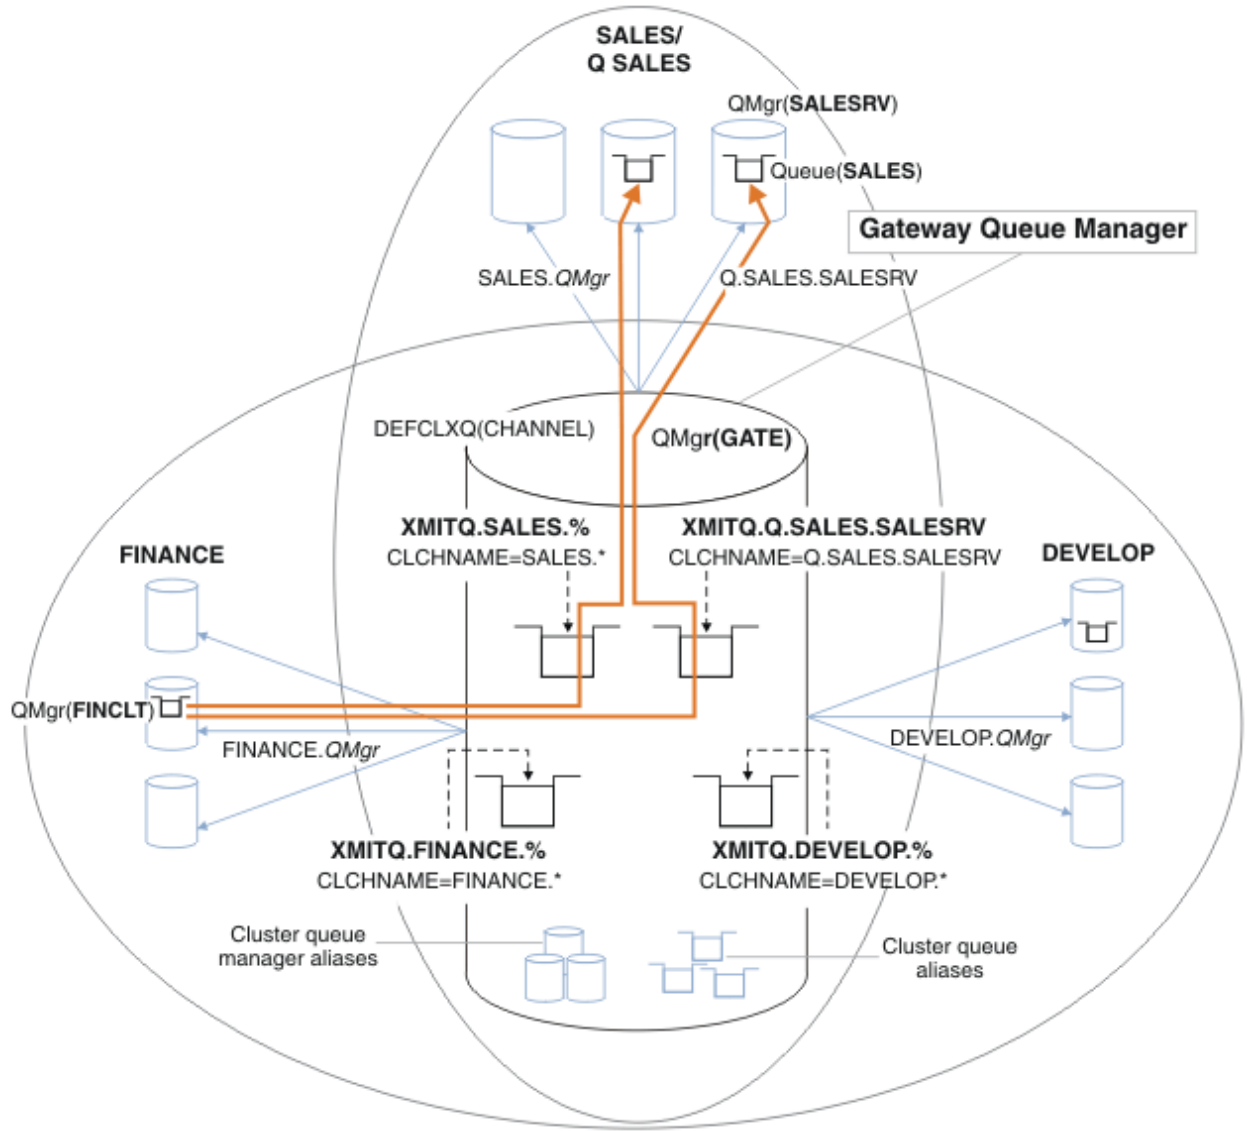 SALES/
Q SALES
QMgr(SALESRV)
Queue(SALES)
Gateway Queue Manager
SALES.QMgr
Q.SALES.SALESRV
DEFCLXQ(CHANNEL)
QMgr(GATE)
XMITQ.SALES.%
CLCHNAME=SALES.*
XMITQ.Q.SALES.SALESRV
CLCHNAME=Q.SALES.SALESRV
FINANCE
DEVELOP
QMgr(FINCLT)
FINANCE.QMgr
DEVELOP.QMgr
XMITQ.FINANCE.%
CLCHNAME=FINANCE.*
XMITQ.DEVELOP.%
CLCHNAME=DEVELOP.*
Cluster queue
manager aliases
Cluster queue
aliases